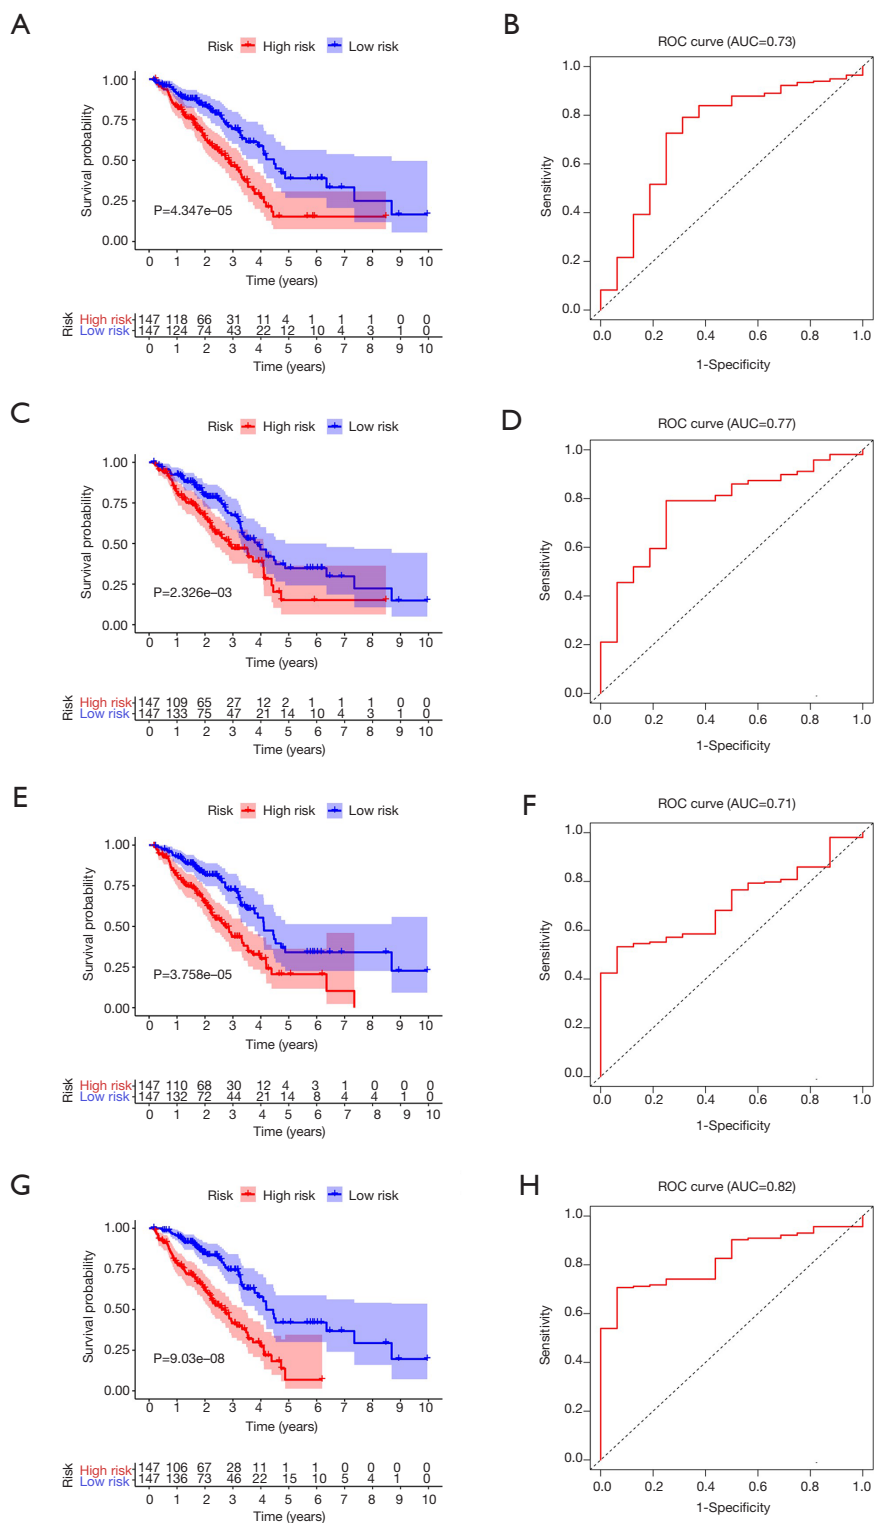 A
Risk High risk Low risk
1.00
0.75
0.50
0.25
0.00
Survival probability
P=4.347e–05
0 1 2 3 4 5 6 7 8 9 10
Time (years)
Risk
High risk 147 118 66 31 11 4 1 1 1 0 0
Low risk 147 124 74 43 22 12 10 4 3 1 0
0 1 2 3 4 5 6 7 8 9 10
Time (years)
B
ROC curve (AUC=0.73)
1.0
0.8
0.6
0.4
0.2
0.0
Sensitivity
0.0 0.2 0.4 0.6 0.8 1.0
1-Specificity
C
Risk High risk Low risk
1.00
0.75
0.50
0.25
0.00
Survival probability
P=2.326e–03
0 1 2 3 4 5 6 7 8 9 10
Time (years)
Risk
High risk 147 109 65 27 12 2 1 1 1 0 0
Low risk 147 133 75 47 21 14 10 4 3 1 0
0 1 2 3 4 5 6 7 8 9 10
Time (years)
D
ROC curve (AUC=0.77)
1.0
0.8
0.6
0.4
0.2
0.0
Sensitivity
0.0 0.2 0.4 0.6 0.8 1.0
1-Specificity
E
Risk High risk Low risk
1.00
0.75
0.50
0.25
0.00
Survival probability
P=3.758e–05
0 1 2 3 4 5 6 7 8 9 10
Time (years)
Risk
High risk 147 110 68 30 12 4 3 1 0 0 0
Low risk 147 132 72 44 21 14 8 4 4 1 0
0 1 2 3 4 5 6 7 8 9 10
Time (years)
F
ROC curve (AUC=0.71)
1.0
0.8
0.6
0.4
0.2
0.0
Sensitivity
0.0 0.2 0.4 0.6 0.8 1.0
1-Specificity
G
Risk High risk Low risk
1.00
0.75
0.50
0.25
0.00
Survival probability
P=9.03e–08
0 1 2 3 4 5 6 7 8 9 10
Time (years)
Risk
High risk 147 106 67 28 11 1 1 0 0 0 0
Low risk 147 136 73 46 22 15 10 5 4 1 0
0 1 2 3 4 5 6 7 8 9 10
Time (years)
H
ROC curve (AUC=0.82)
1.0
0.8
0.6
0.4
0.2
0.0
Sensitivity
0.0 0.2 0.4 0.6 0.8 1.0
1-Specificity